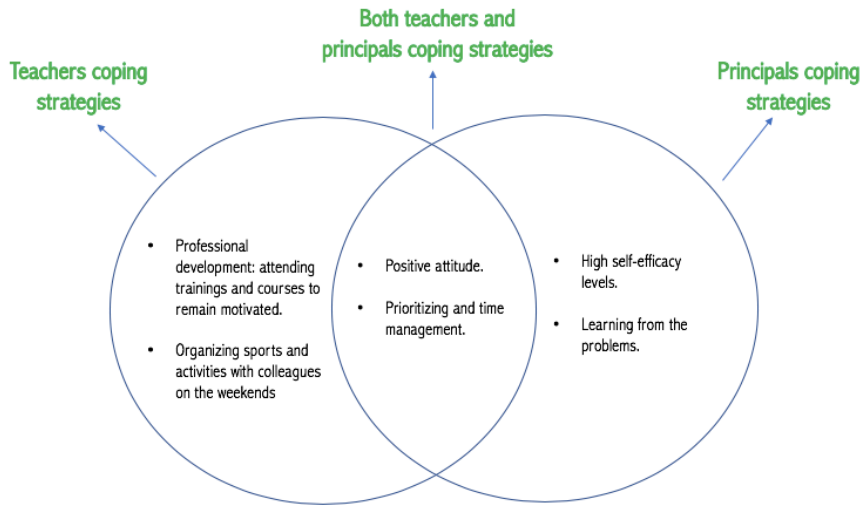 Both teachers and
principals coping strategies
Teachers coping
strategies
Principals coping
strategies
• Professional
development: attending
trainings and courses to
remain motivated.
• Organizing sports and
activities with colleagues
on the weekends
• Positive attitude.
• Prioritizing and time
management.
• High self-efficacy
levels.
• Learning from the
problems.